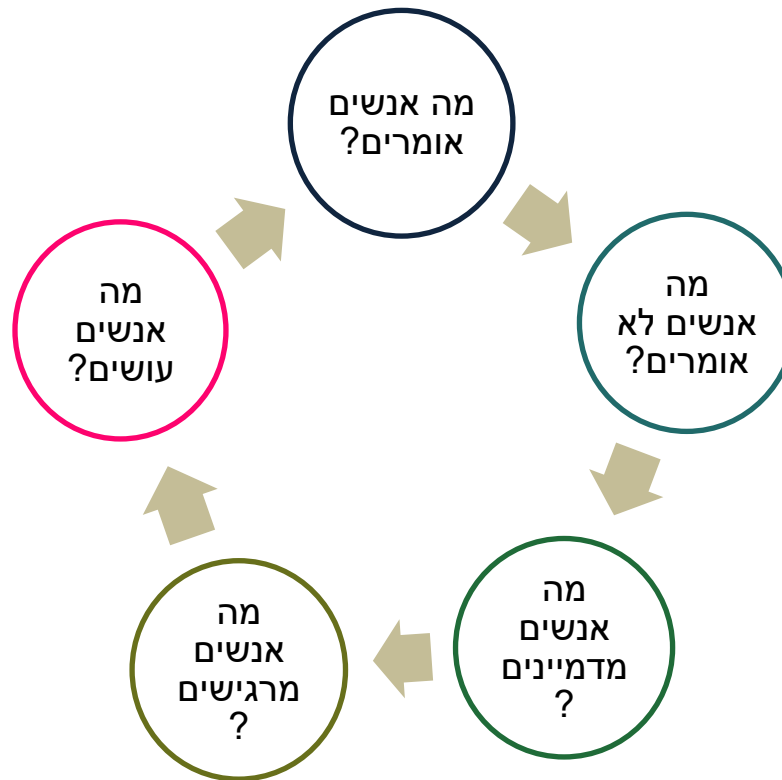 מה אנשים
אומרים?
מה
אנשים לא
אומרים?
מה
אנשים
מדמיינים
?
מה
אנשים
מרגישים
?
מה
אנשים
עושים?